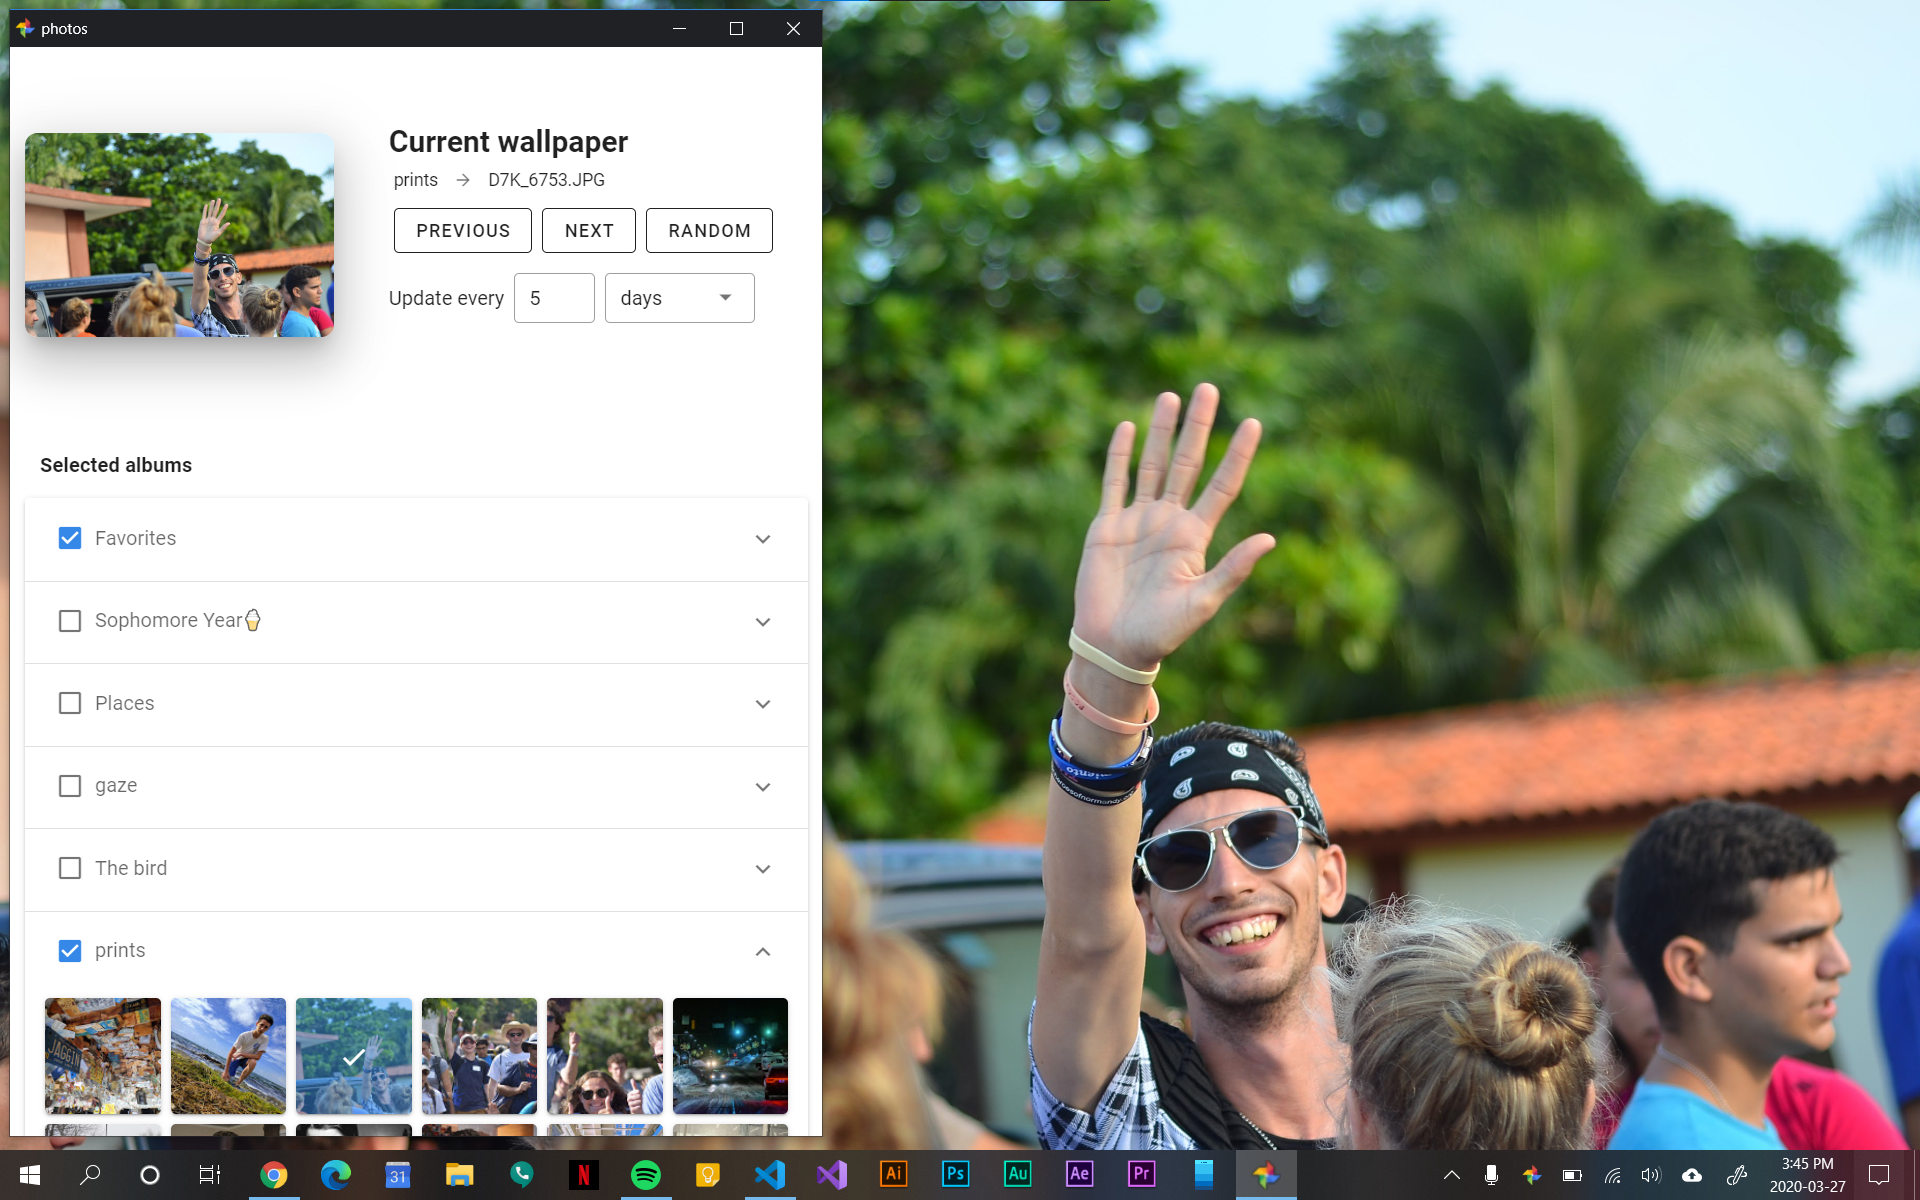 photos
Current wallpaper
prints → D7K_6753.JPG
PREVIOUS NEXT RANDOM
Update every 5 days
Selected albums
Favorites
Sophomore Year🍦
Places
gaze
The bird
prints
JAGGIN
31
N
Ai
Ps
Au
Ae
Pr
3:45 PM
2020-03-27